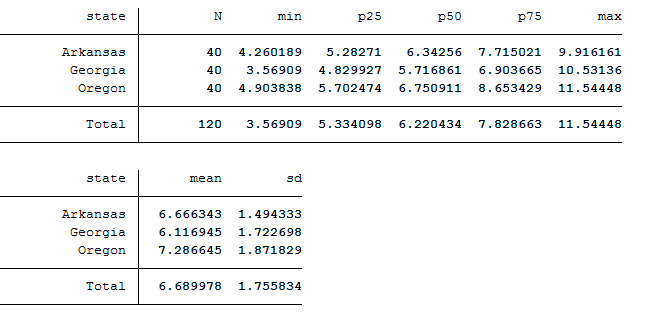 state N min p25 p50 p75 max
Arkansas 40 4.260189 5.28271 6.34256 7.715021 9.916161
Georgia 40 3.56909 4.829927 5.716861 6.903665 10.53136
Oregon 40 4.903838 5.702474 6.750911 8.653429 11.54448
Total 120 3.56909 5.334098 6.220434 7.828663 11.54448
state mean sd
Arkansas 6.666343 1.494333
Georgia 6.116945 1.722698
Oregon 7.286645 1.871829
Total 6.689978 1.755834